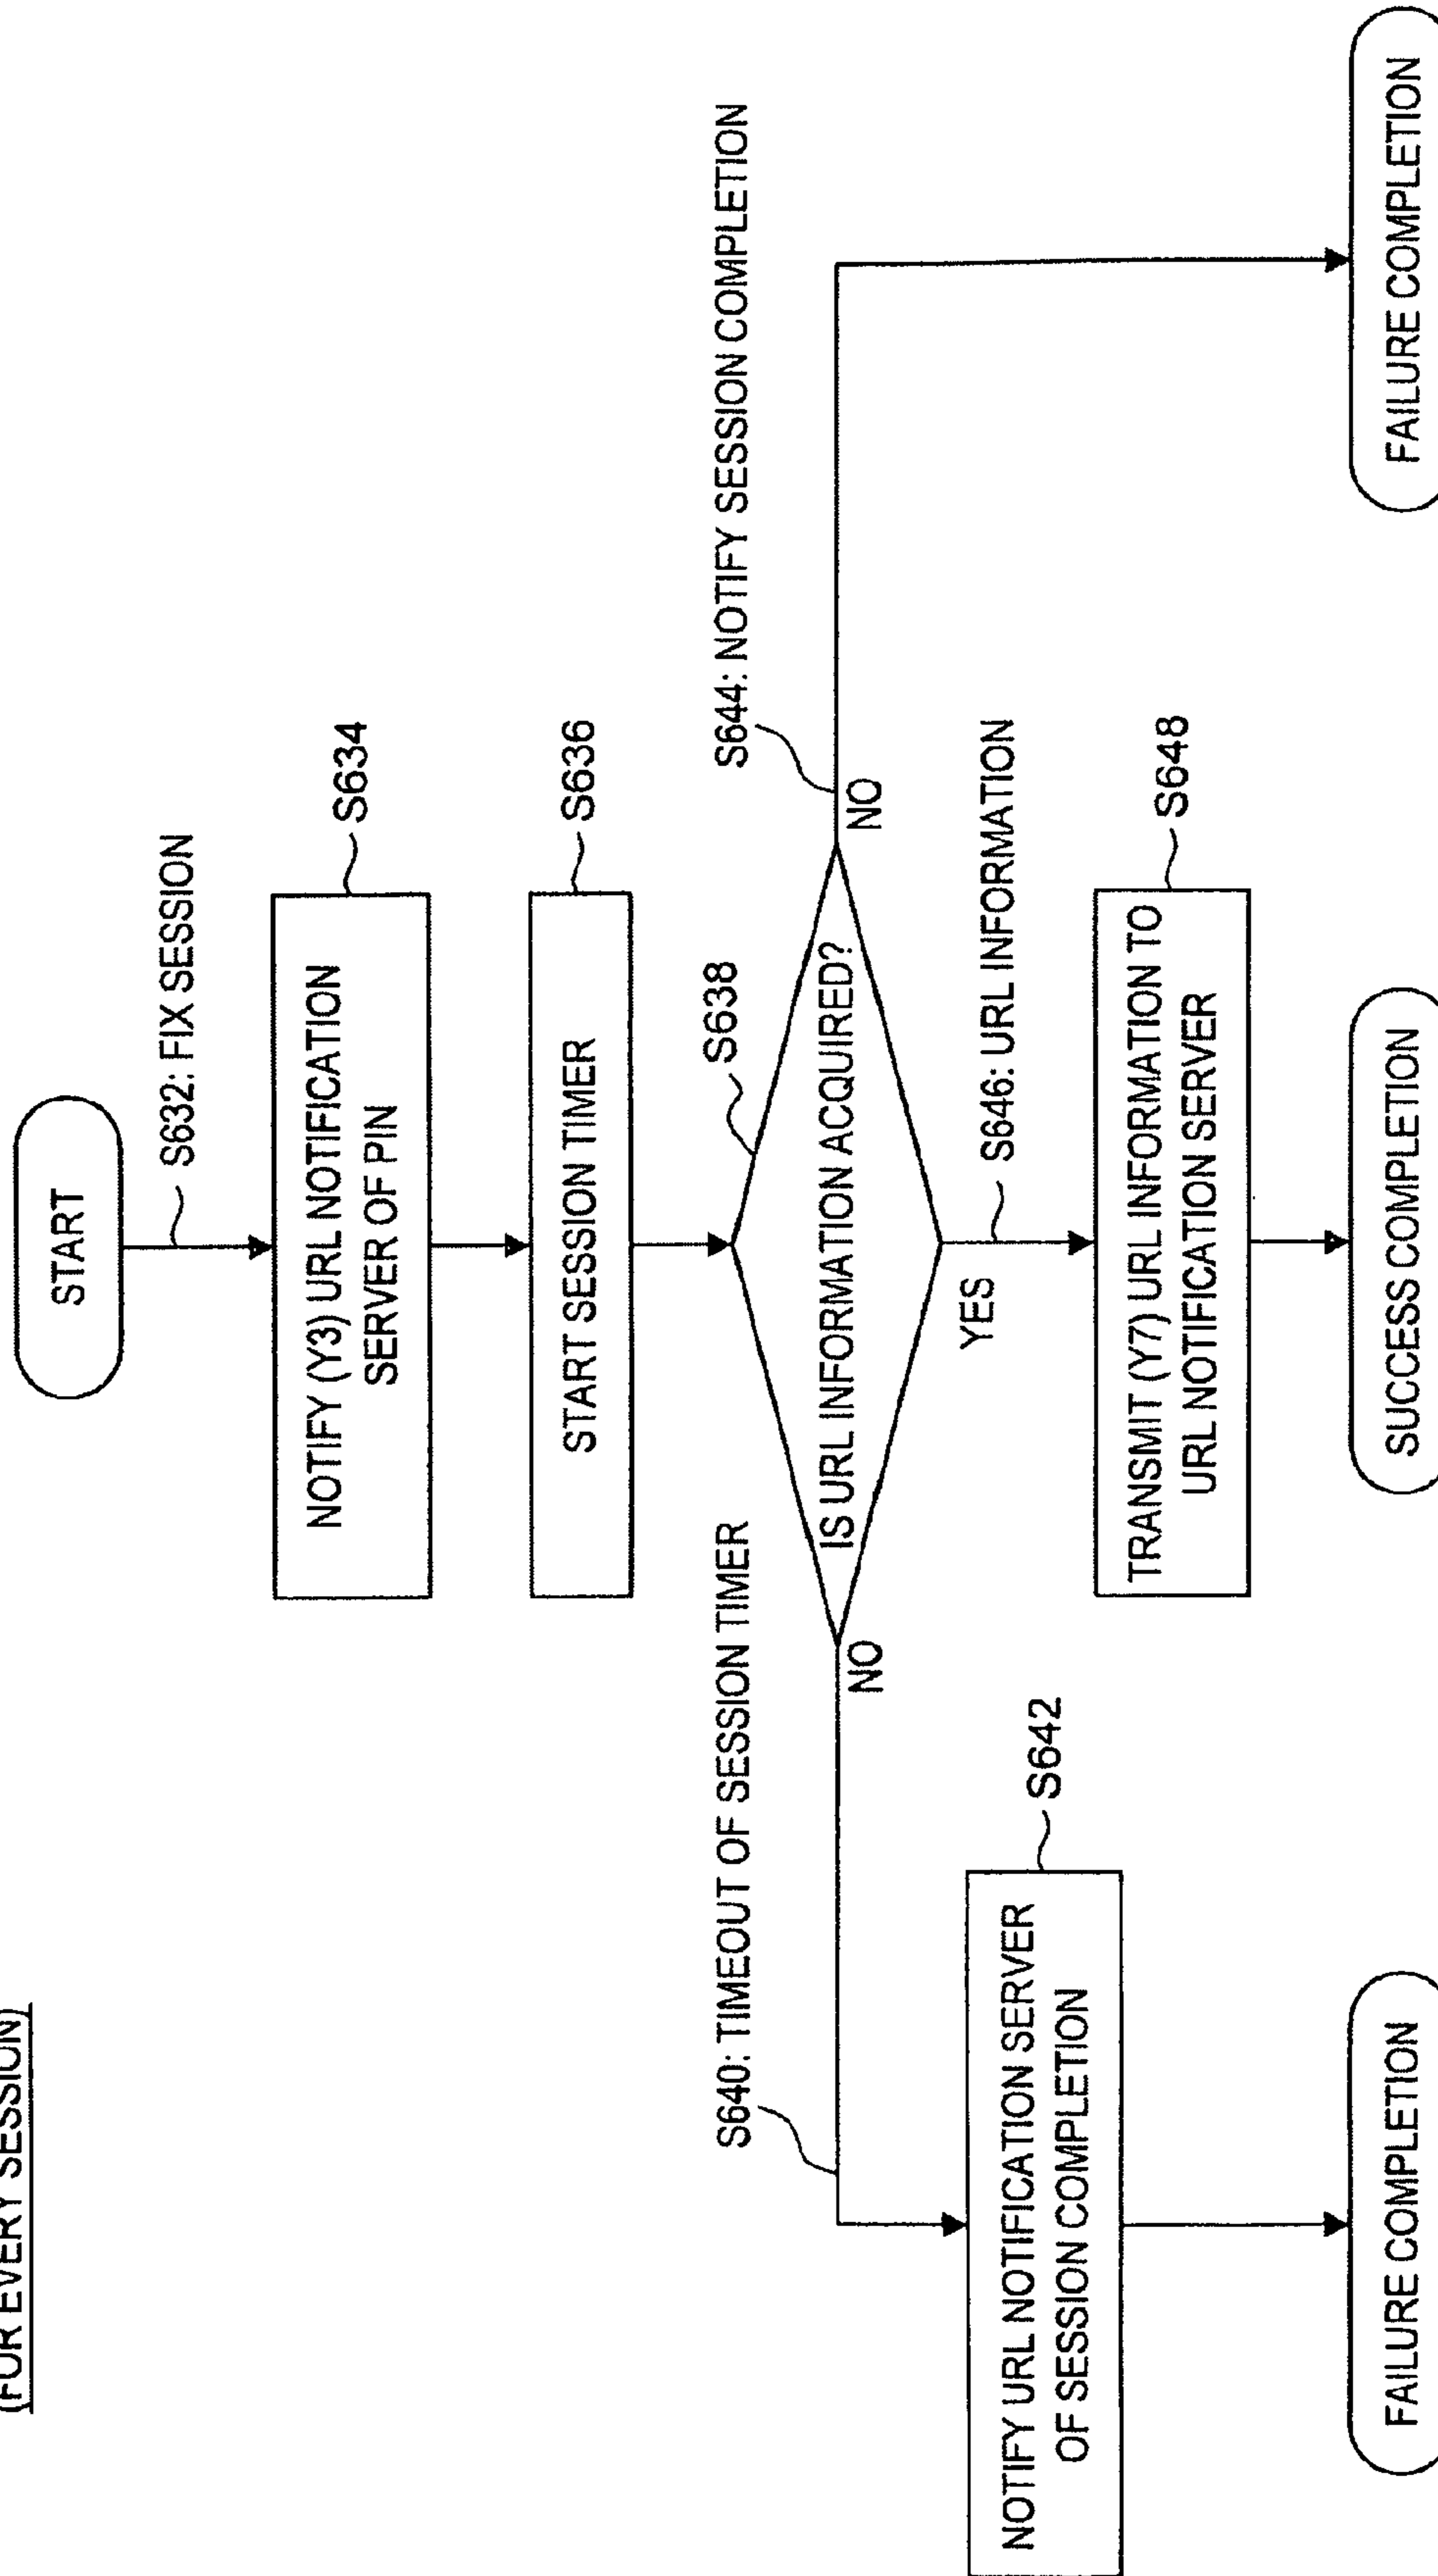 (FOR EVERY SESSION)
START
S632: FIX SESSION
NOTIFY (Y3) URL NOTIFICATION
SERVER OF PIN
S634
START SESSION TIMER
S636
S638
IS URL INFORMATION ACQUIRED?
S640: TIMEOUT OF SESSION TIMER
NO
S644: NOTIFY SESSION COMPLETION
NO
NOTIFY URL NOTIFICATION SERVER
OF SESSION COMPLETION
S642
YES
S646: URL INFORMATION
TRANSMIT (Y7) URL INFORMATION TO
URL NOTIFICATION SERVER
S648
FAILURE COMPLETION
SUCCESS COMPLETION
FAILURE COMPLETION